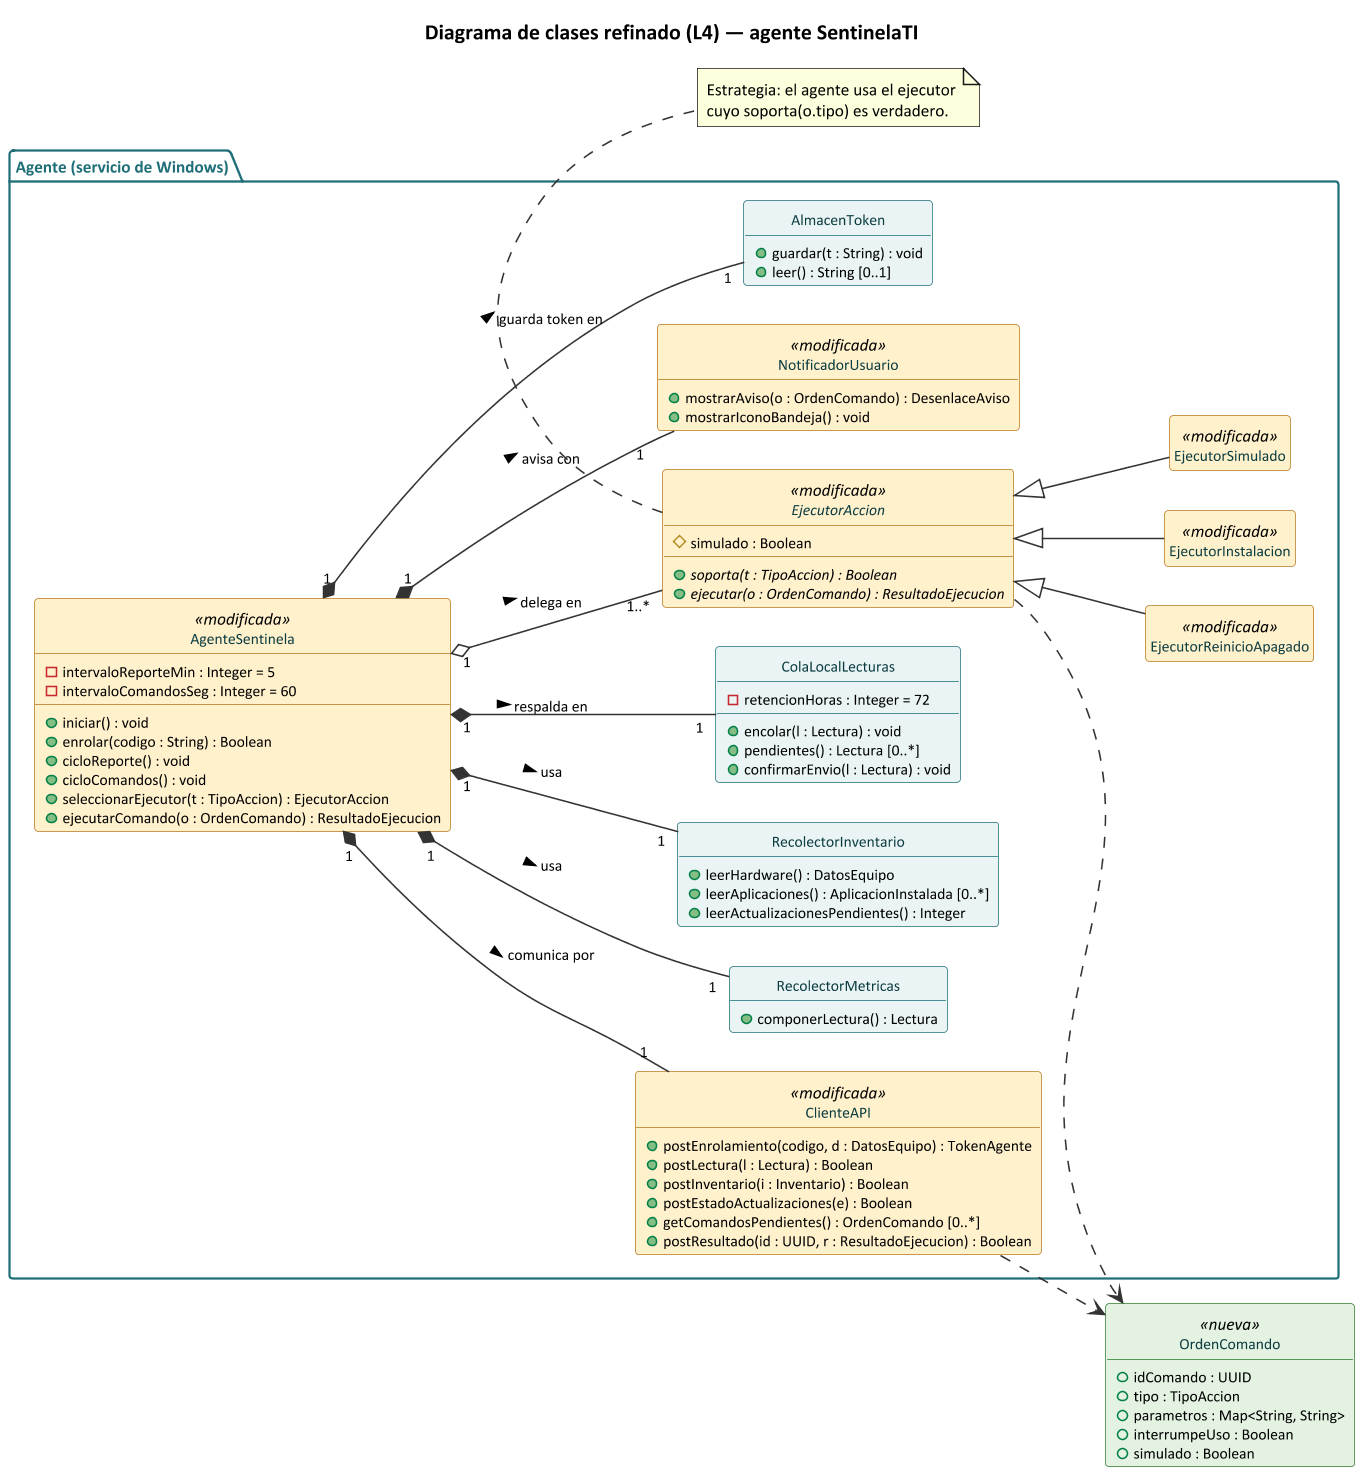 Diagrama de clases refinado (L4) — agente SentinelaTI
Estrategia: el agente usa el ejecutor
cuyo soporta(o.tipo) es verdadero.
Agente (servicio de Windows)
AlmacenToken
guardar(t : String) : void
leer() : String [0..1]
1
guarda token en
«modificada»
NotificadorUsuario
mostrarAviso(o : OrdenComando) : DesenlaceAviso
mostrarIconoBandeja() : void
1
avisa con
«modificada»
EjecutorSimulado
«modificada»
EjecutorAccion
simulado : Boolean
soporta(t : TipoAccion) : Boolean
ejecutar(o : OrdenComando) : ResultadoEjecucion
«modificada»
EjecutorInstalacion
«modificada»
EjecutorReinicioApagado
1
1
delega en
1..*
«modificada»
AgenteSentinela
intervaloReporteMin : Integer = 5
intervaloComandosSeg : Integer = 60
iniciar() : void
enrolar(codigo : String) : Boolean
cicloReporte() : void
cicloComandos() : void
seleccionarEjecutor(t : TipoAccion) : EjecutorAccion
ejecutarComando(o : OrdenComando) : ResultadoEjecucion
1
respalda en
1
1
ColaLocalLecturas
retencionHoras : Integer = 72
encolar(l : Lectura) : void
pendientes() : Lectura [0..*]
confirmarEnvio(l : Lectura) : void
usa
1
1
RecolectorInventario
leerHardware() : DatosEquipo
leerAplicaciones() : AplicacionInstalada [0..*]
leerActualizacionesPendientes() : Integer
1
1
usa
comunica por
1
RecolectorMetricas
componerLectura() : Lectura
1
«modificada»
ClienteAPI
postEnrolamiento(codigo, d : DatosEquipo) : TokenAgente
postLectura(l : Lectura) : Boolean
postInventario(i : Inventario) : Boolean
postEstadoActualizaciones(e) : Boolean
getComandosPendientes() : OrdenComando [0..*]
postResultado(id : UUID, r : ResultadoEjecucion) : Boolean
«nueva»
OrdenComando
idComando : UUID
tipo : TipoAccion
parametros : Map<String, String>
interrumpeUso : Boolean
simulado : Boolean